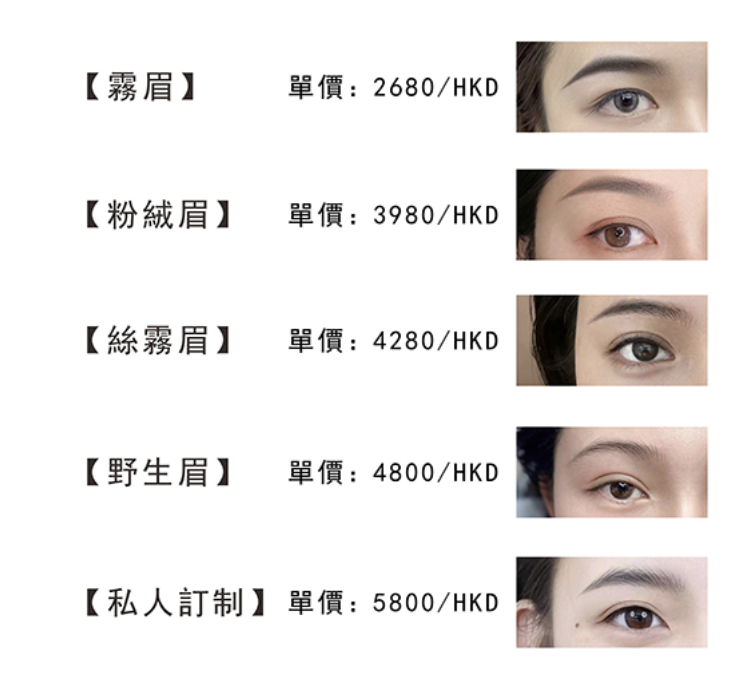 【霧眉】 單價：2680/HKD
【粉絨眉】 單價：3980/HKD
【絲霧眉】 單價：4280/HKD
【野生眉】 單價：4800/HKD
【私人訂制】 單價：5800/HKD